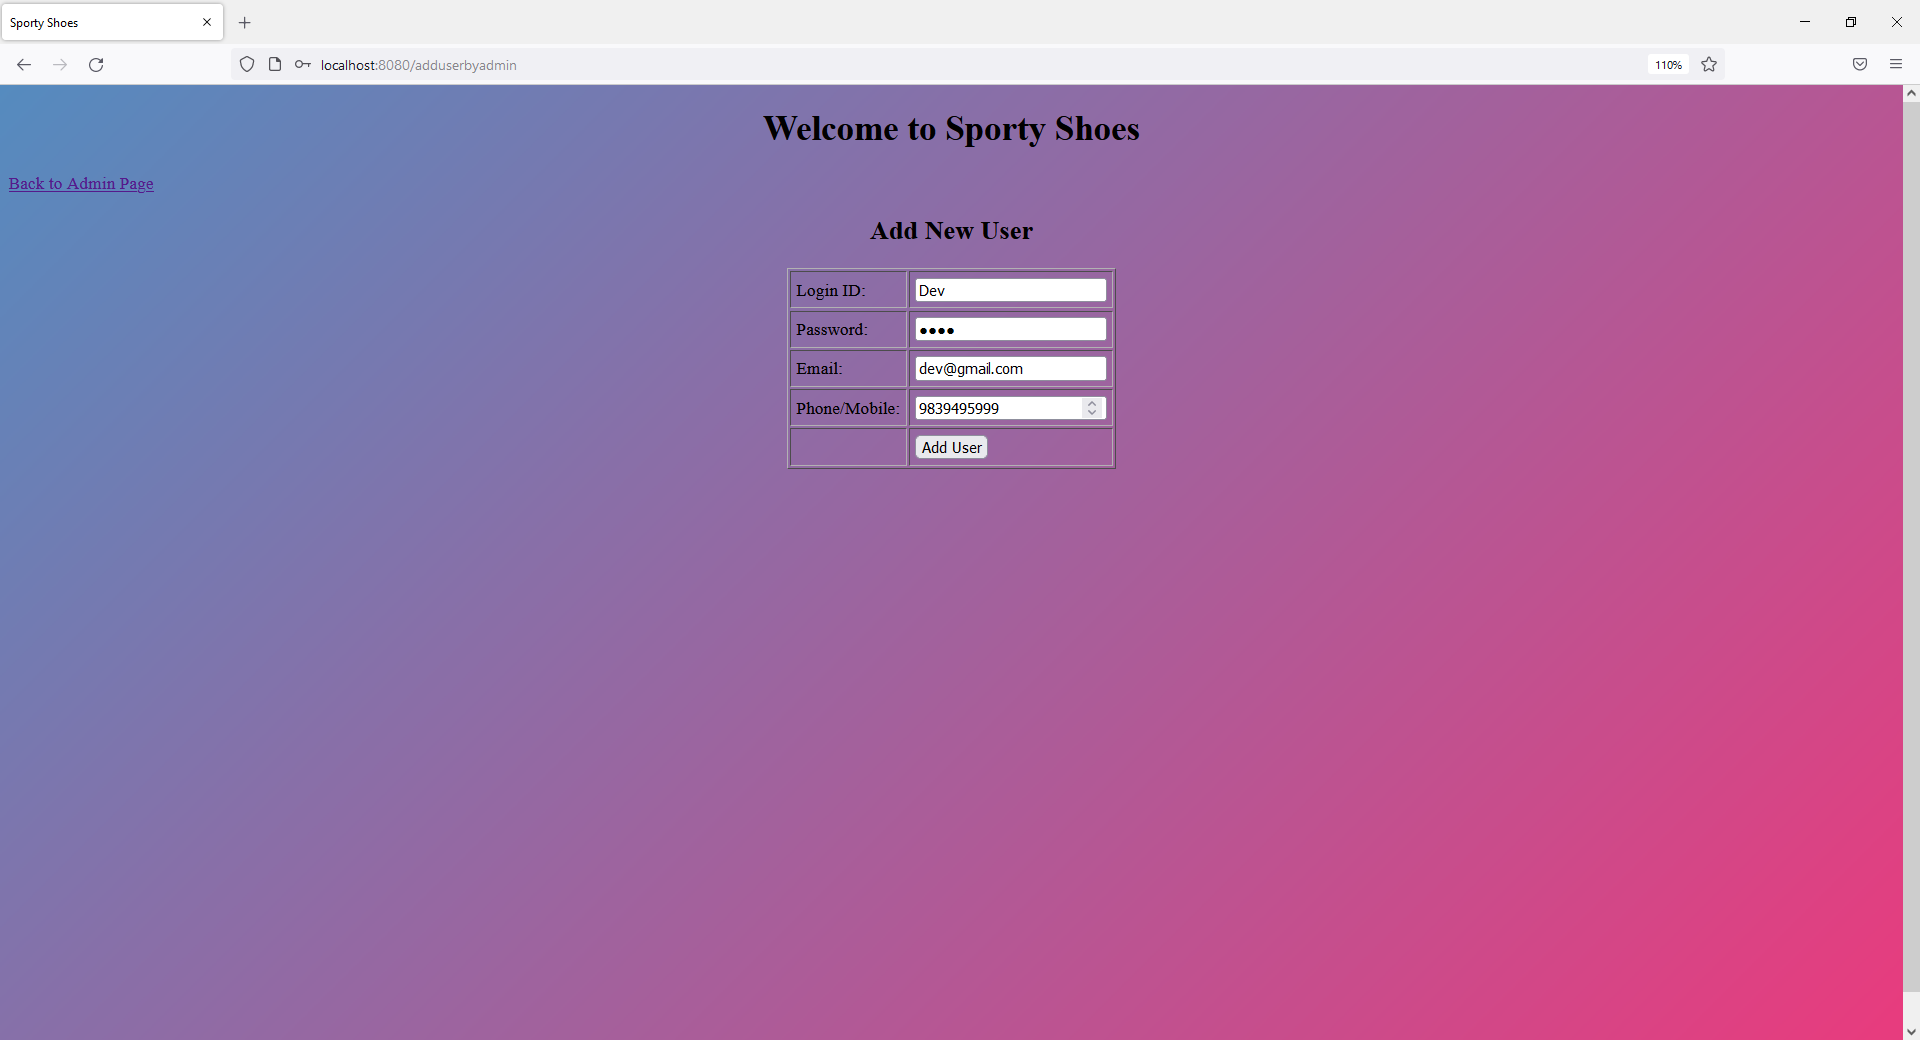 Sporty Shoes
localhost:8080/adduserbyadmin
110%
Welcome to Sporty Shoes
Back to Admin Page
Add New User
Login ID: Dev
Password: ●●●●
Email: dev@gmail.com
Phone/Mobile: 9839495999
Add User